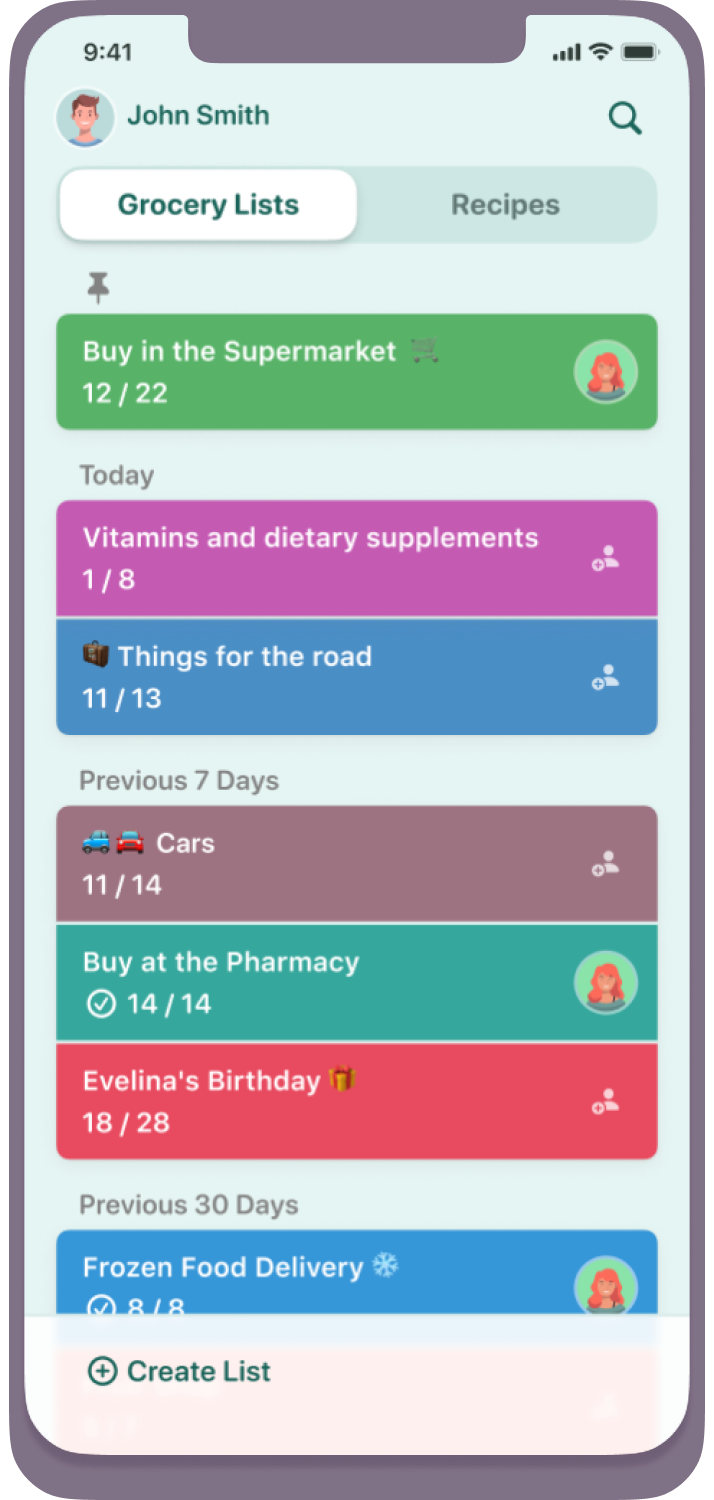 9:41
John Smith
Grocery Lists
Recipes
Buy in the Supermarket
12 / 22
Today
Vitamins and dietary supplements
1 / 8
Things for the road
11 / 13
Previous 7 Days
Cars
11 / 14
Buy at the Pharmacy
14 / 14
Evelina's Birthday
18 / 28
Previous 30 Days
Frozen Food Delivery
8 / 8
Create List